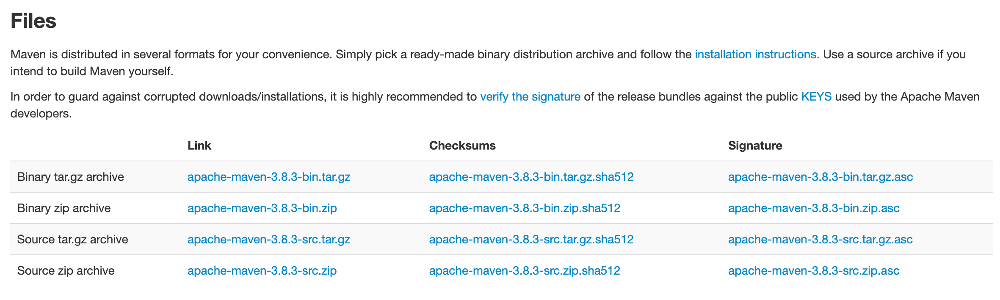 Files
Maven is distributed in several formats for your convenience. Simply pick a ready-made binary distribution archive and follow the installation instructions. Use a source archive if you
intend to build Maven yourself.
In order to guard against corrupted downloads/installations, it is highly recommended to verify the signature of the release bundles against the public KEYS used by the Apache Maven
developers.
Link Checksums Signature
Binary tar.gz archive apache-maven-3.8.3-bin.tar.gz apache-maven-3.8.3-bin.tar.gz.sha512 apache-maven-3.8.3-bin.tar.gz.asc
Binary zip archive apache-maven-3.8.3-bin.zip apache-maven-3.8.3-bin.zip.sha512 apache-maven-3.8.3-bin.zip.asc
Source tar.gz archive apache-maven-3.8.3-src.tar.gz apache-maven-3.8.3-src.tar.gz.sha512 apache-maven-3.8.3-src.tar.gz.asc
Source zip archive apache-maven-3.8.3-src.zip apache-maven-3.8.3-src.zip.sha512 apache-maven-3.8.3-src.zip.asc